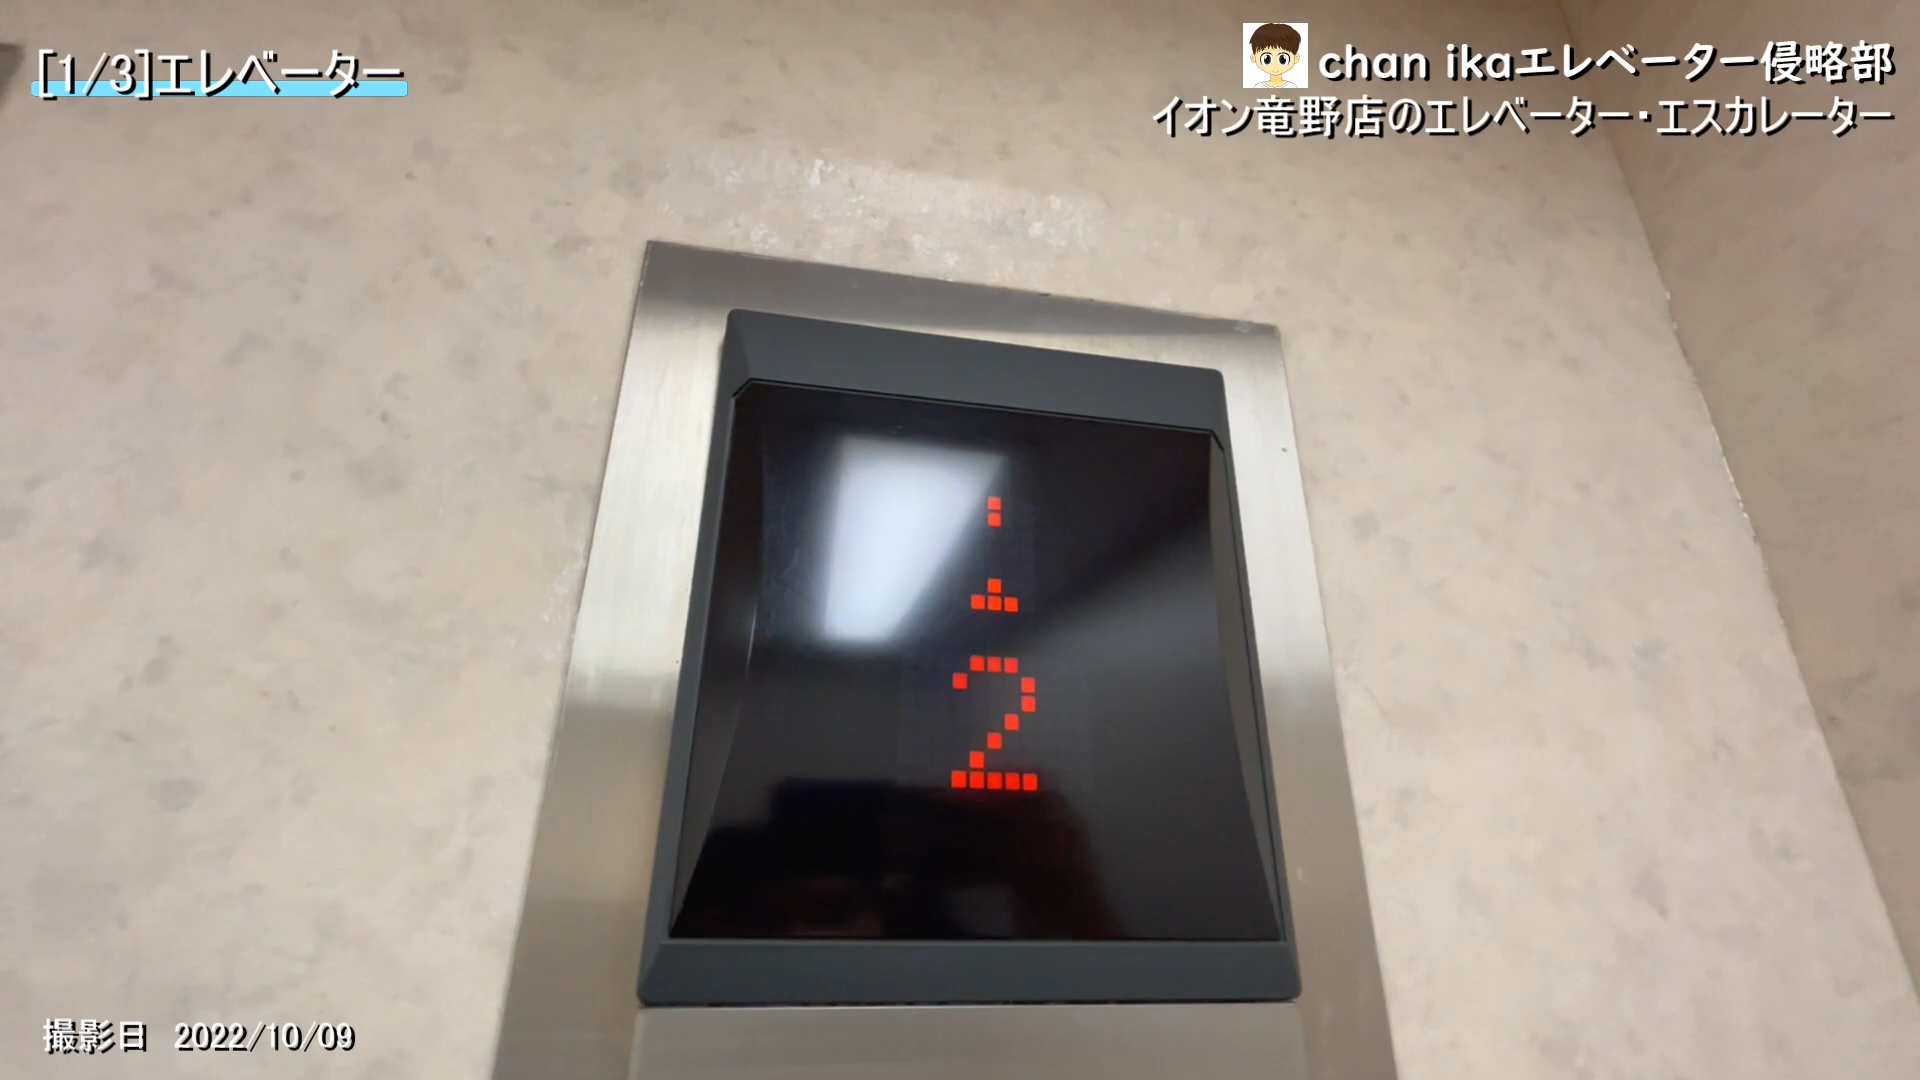 [1/3]エレベーター
chan ikaエレベーター侵略部
イオン竜野店のエレベーター・エスカレーター
2
撮影日 2022/10/09